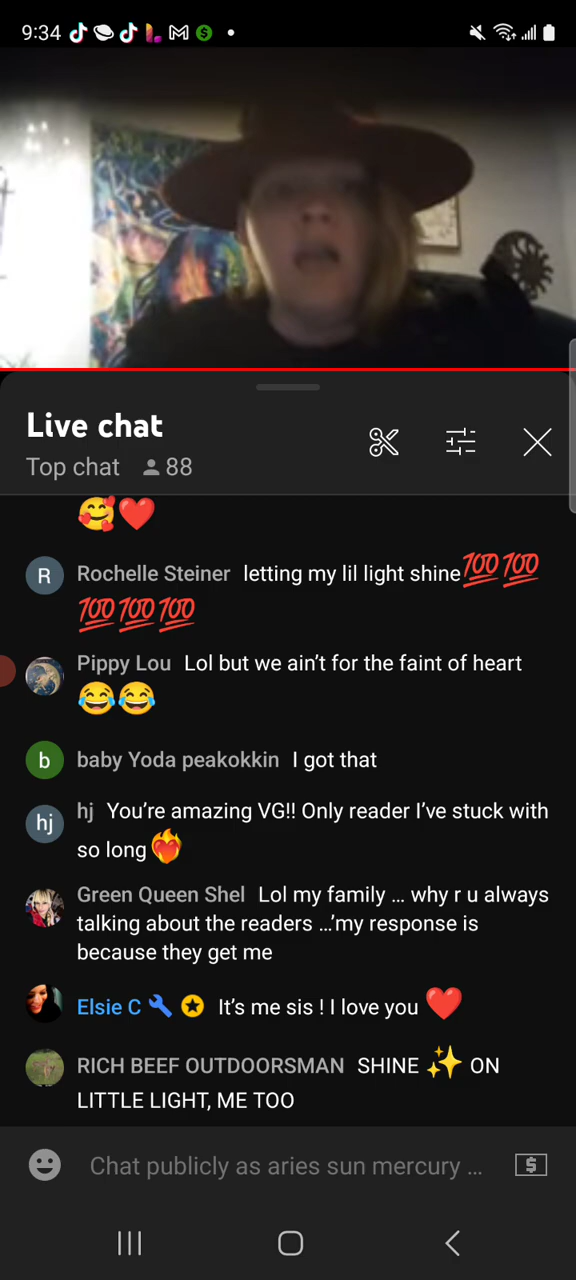 9:34
Live chat
Top chat 88
🥰❤️
R Rochelle Steiner letting my lil light shine💯💯
💯💯💯
Pippy Lou Lol but we ain't for the faint of heart
😂😂
b baby Yoda peakokkin I got that
hj hj You're amazing VG!! Only reader I've stuck with
so long❤️‍🔥
Green Queen Shel Lol my family … why r u always
talking about the readers …'my response is
because they get me
Elsie C It's me sis ! I love you ❤️
RICH BEEF OUTDOORSMAN SHINE ✨ ON
LITTLE LIGHT, ME TOO
Chat publicly as aries sun mercury ...